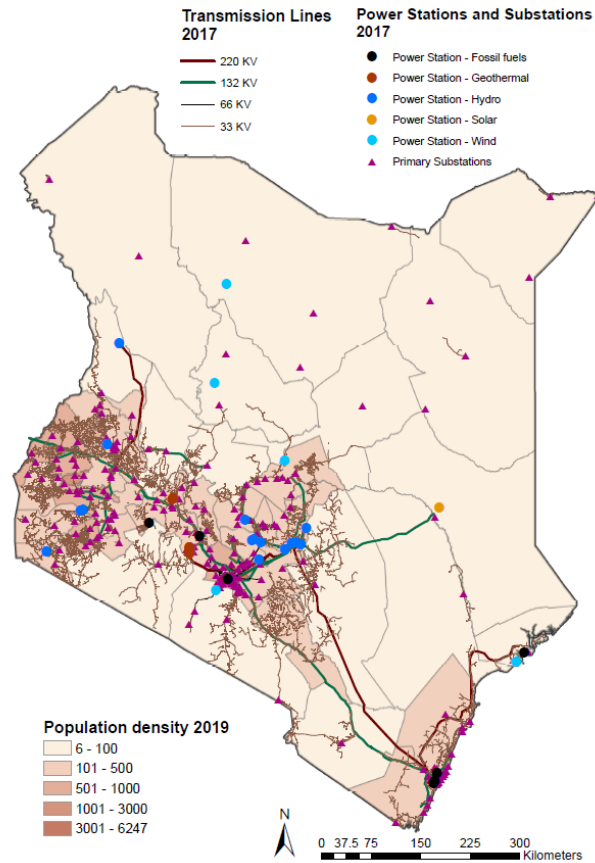 Transmission Lines
2017
220 KV
132 KV
66 KV
33 KV
Power Stations and Substations
2017
Power Station - Fossil fuels
Power Station - Geothermal
Power Station - Hydro
Power Station - Solar
Power Station - Wind
Primary Substations
Population density 2019
6 - 100
101 - 500
501 - 1000
1001 - 3000
3001 - 6247
N
0 37.5 75 150 225 300
Kilometers